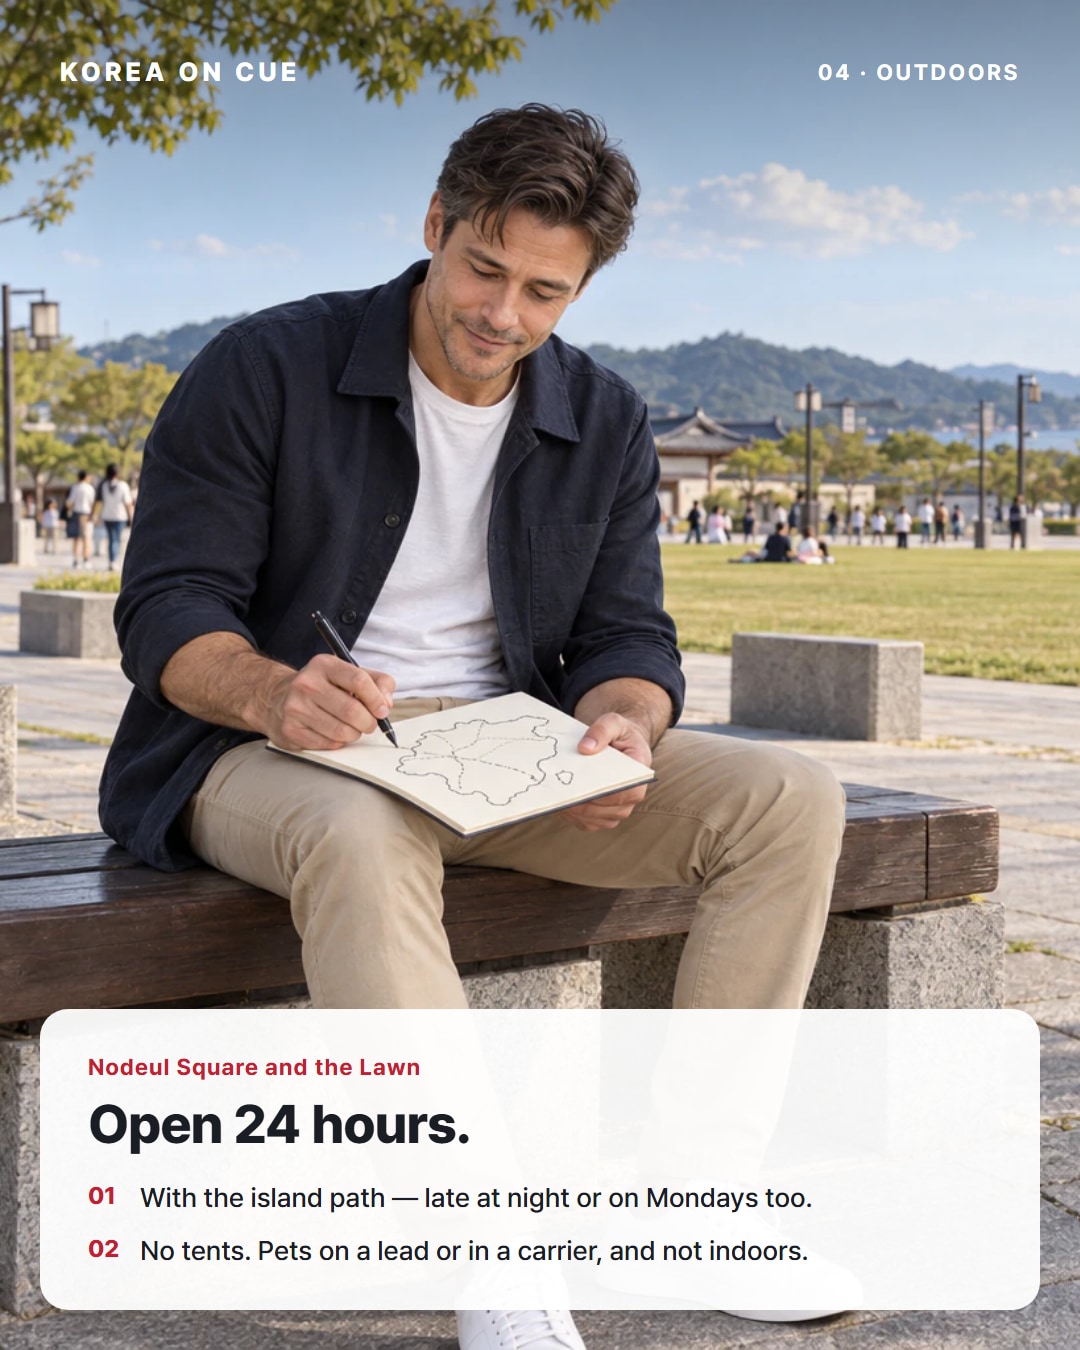 KOREA ON CUE
04 · OUTDOORS
Nodeul Square and the Lawn
Open 24 hours.
01 With the island path — late at night or on Mondays too.
02 No tents. Pets on a lead or in a carrier, and not indoors.